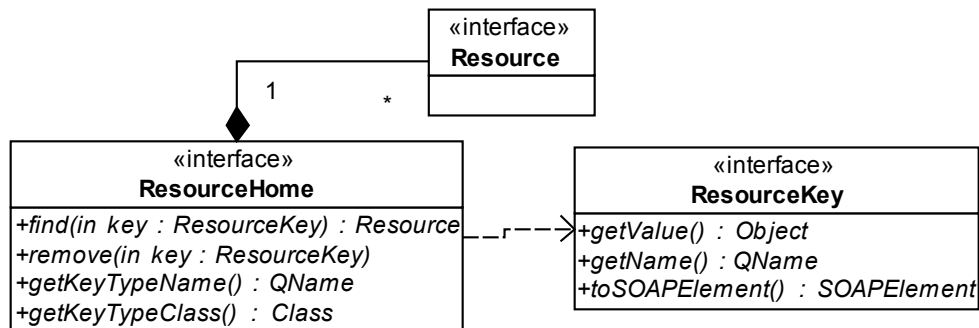 «interface»
Resource
1
*
«interface»
ResourceHome
+find(in key : ResourceKey) : Resource
+remove(in key : ResourceKey)
+getKeyTypeName() : QName
+getKeyTypeClass() : Class
«interface»
ResourceKey
+getValue() : Object
+getName() : QName
+toSOAPElement() : SOAPElement